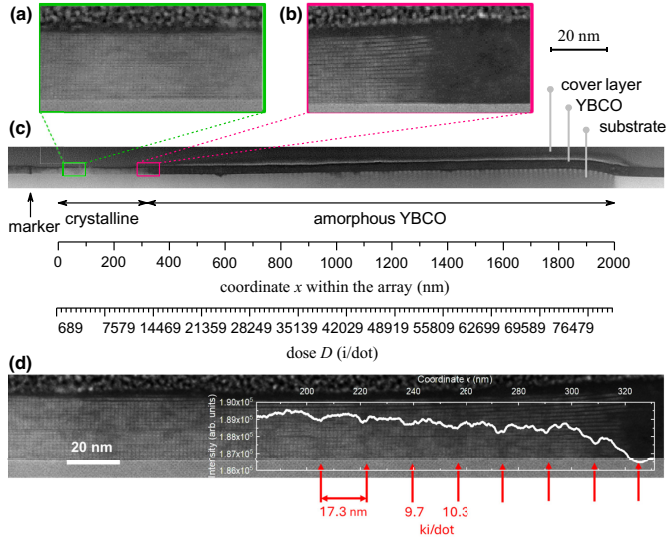 (a)
(b)
20 nm
cover layer
YBCO
substrate
(c)
marker
crystalline
amorphous YBCO
0 200 400 600 800 1000 1200 1400 1600 1800 2000
coordinate x within the array (nm)
689 7579 14469 21359 28249 35139 42029 48919 55809 62699 69589 76479
dose D (i/dot)
(d)
Coordinate x (nm)
200 220 240 260 280 300 320
Intensity (arb. units)
1.90x10⁵
1.89x10⁵
1.88x10⁵
1.87x10⁵
1.86x10⁵
20 nm
17.3 nm 9.7 10.3
ki/dot